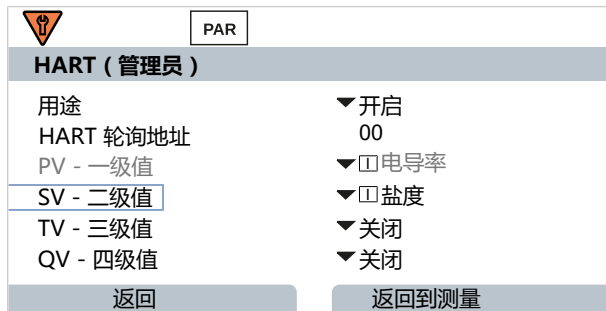 PAR
HART（管理员）
用途 开启
HART 轮询地址 00
PV - 一级值 I 电导率
SV - 二级值 I 盐度
TV - 三级值 关闭
QV - 四级值 关闭
返回 返回到测量